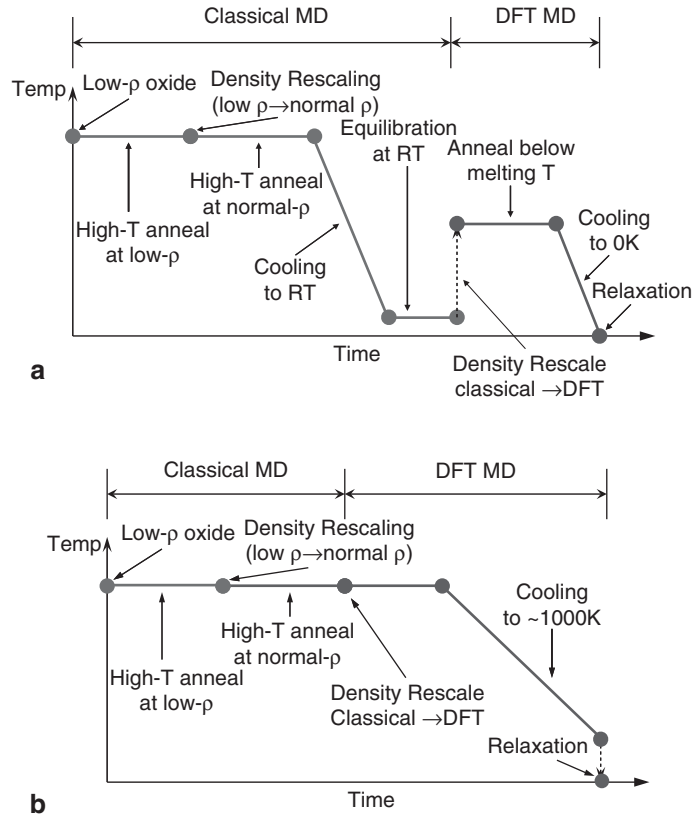 Classical MD
DFT MD
Temp
Low-ρ oxide
Density Rescaling
(low ρ→normal ρ)
Equilibration
at RT
Anneal below
melting T
High-T anneal
at normal-ρ
High-T anneal
at low-ρ
Cooling
to RT
Cooling
to 0K
Relaxation
Time
Density Rescale
classical →DFT
a
Classical MD
DFT MD
Temp
Low-ρ oxide
Density Rescaling
(low ρ→normal ρ)
Cooling
to ~1000K
High-T anneal
at normal-ρ
High-T anneal
at low-ρ
Density Rescale
Classical →DFT
Relaxation
Time
b